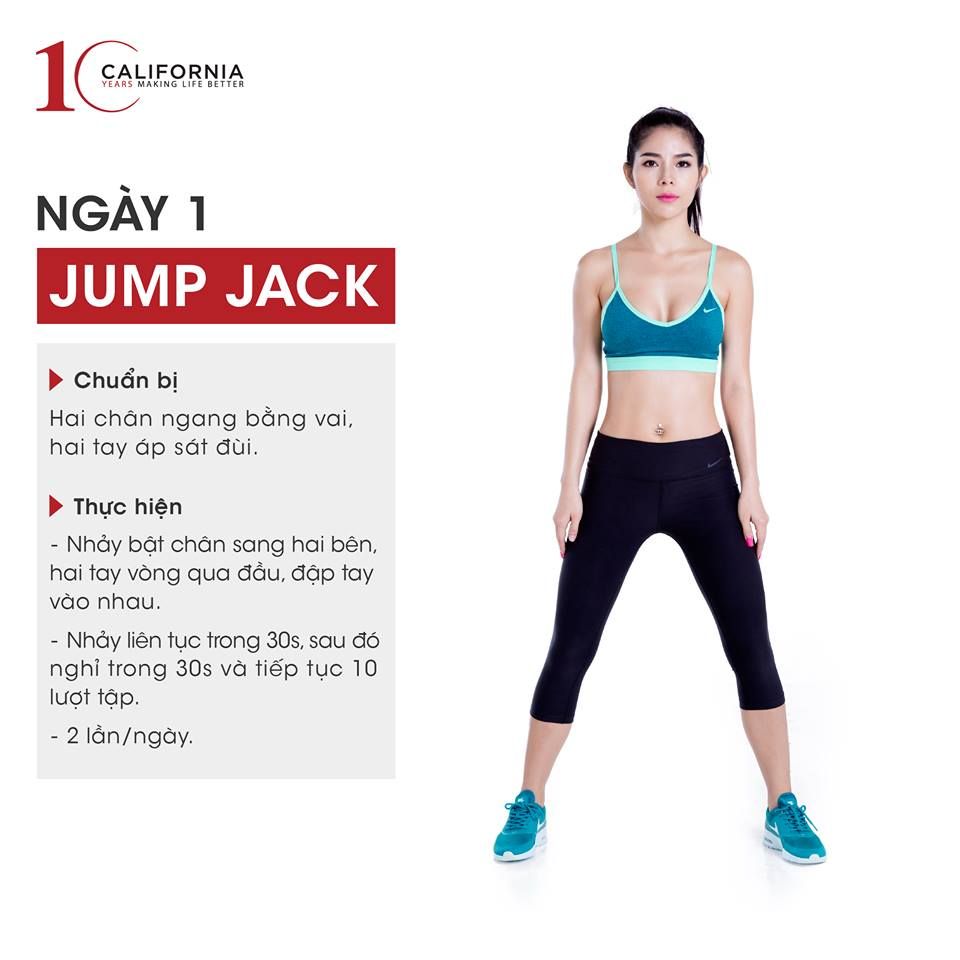 10 CALIFORNIA
YEARS MAKING LIFE BETTER
NGÀY 1
JUMP JACK
Chuẩn bị
Hai chân ngang bằng vai,
hai tay áp sát đùi.
Thực hiện
- Nhảy bật chân sang hai bên,
hai tay vòng qua đầu, đập tay
vào nhau.
- Nhảy liên tục trong 30s, sau đó
nghỉ trong 30s và tiếp tục 10
lượt tập.
- 2 lần/ngày.